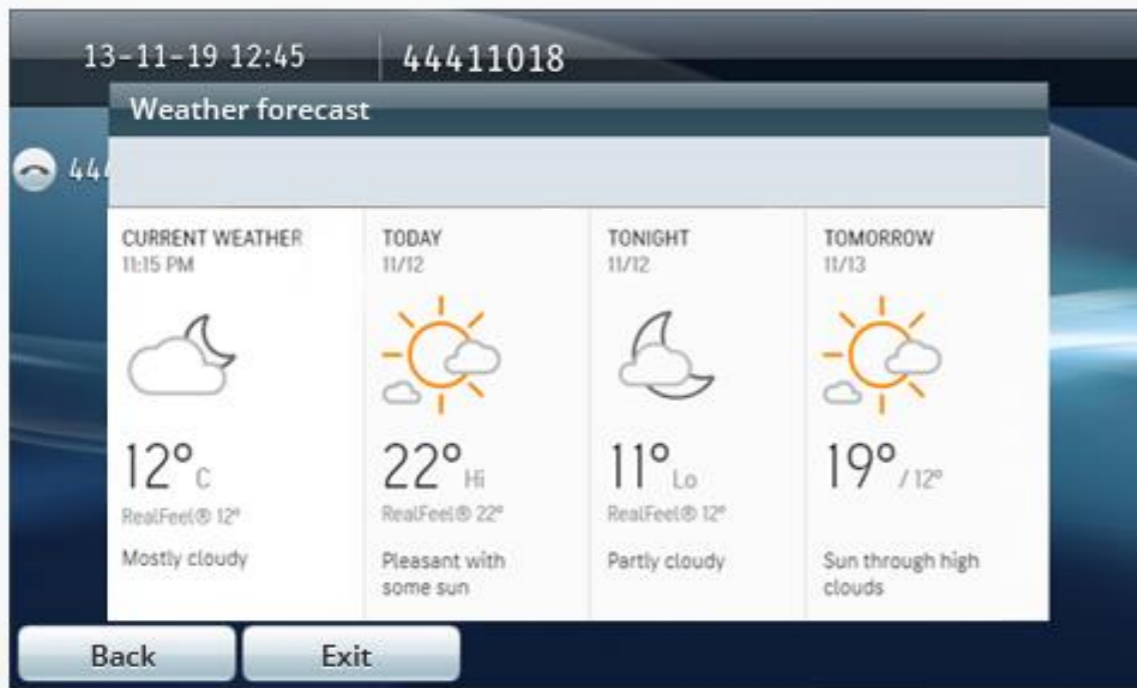 13-11-19 12:45
44411018
Weather forecast
444
CURRENT WEATHER
11:15 PM
12° C
RealFeel® 12°
Mostly cloudy
TODAY
11/12
22° Hi
RealFeel® 22°
Pleasant with
some sun
TONIGHT
11/12
11° Lo
RealFeel® 12°
Partly cloudy
TOMORROW
11/13
19° / 12°
Sun through high
clouds
Back
Exit